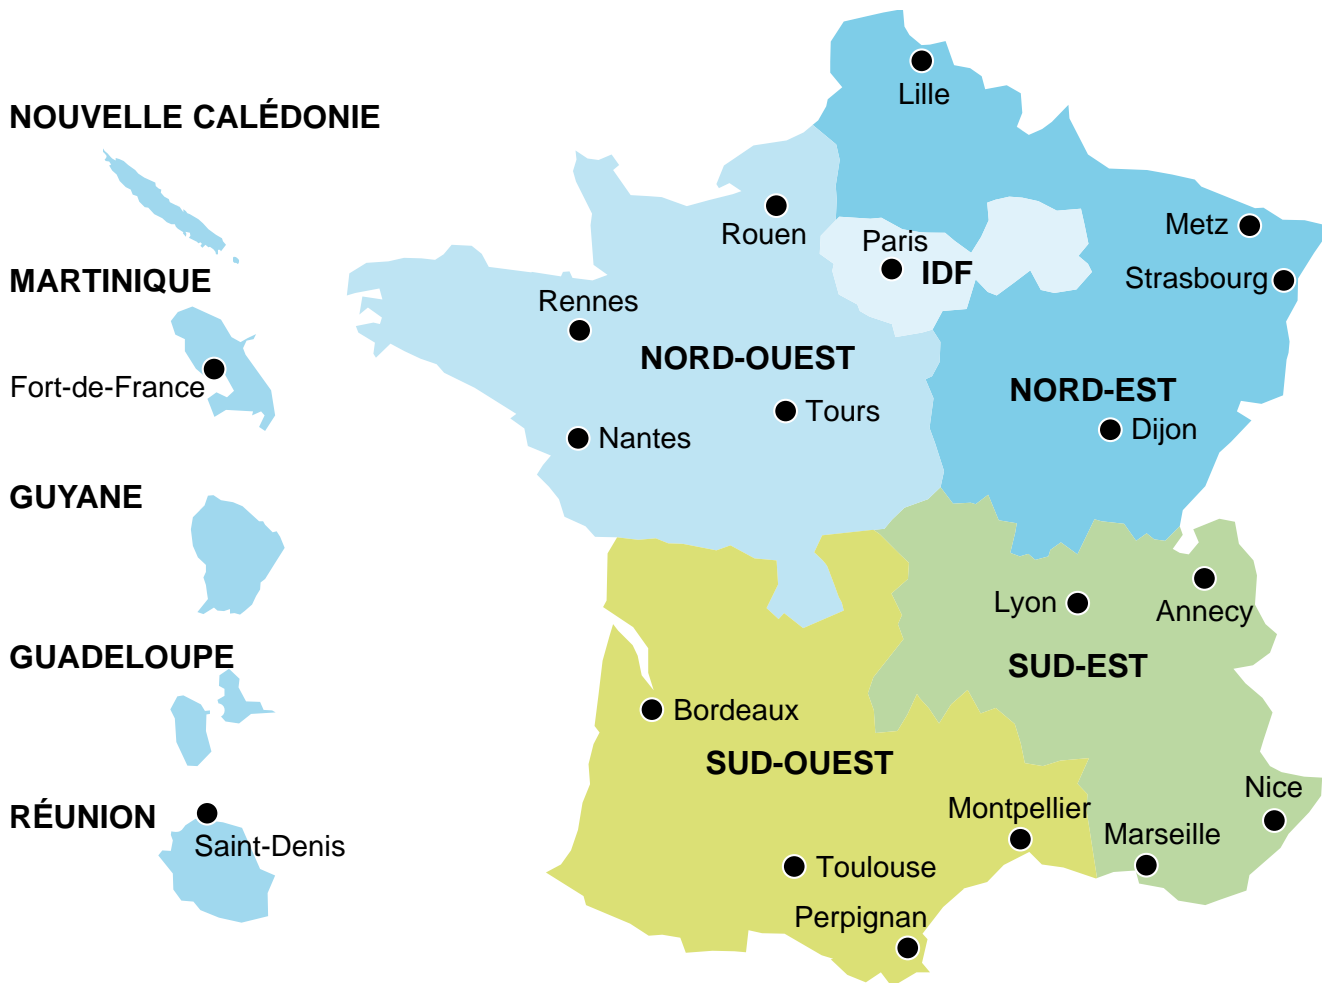 NOUVELLE CALÉDONIE
MARTINIQUE
Fort-de-France
GUYANE
GUADELOUPE
RÉUNION
Saint-Denis
Lille
Rouen
Paris
IDF
Metz
Strasbourg
Rennes
NORD-OUEST
NORD-EST
Tours
Nantes
Dijon
Lyon
Annecy
SUD-EST
Bordeaux
SUD-OUEST
Nice
Montpellier
Marseille
Toulouse
Perpignan